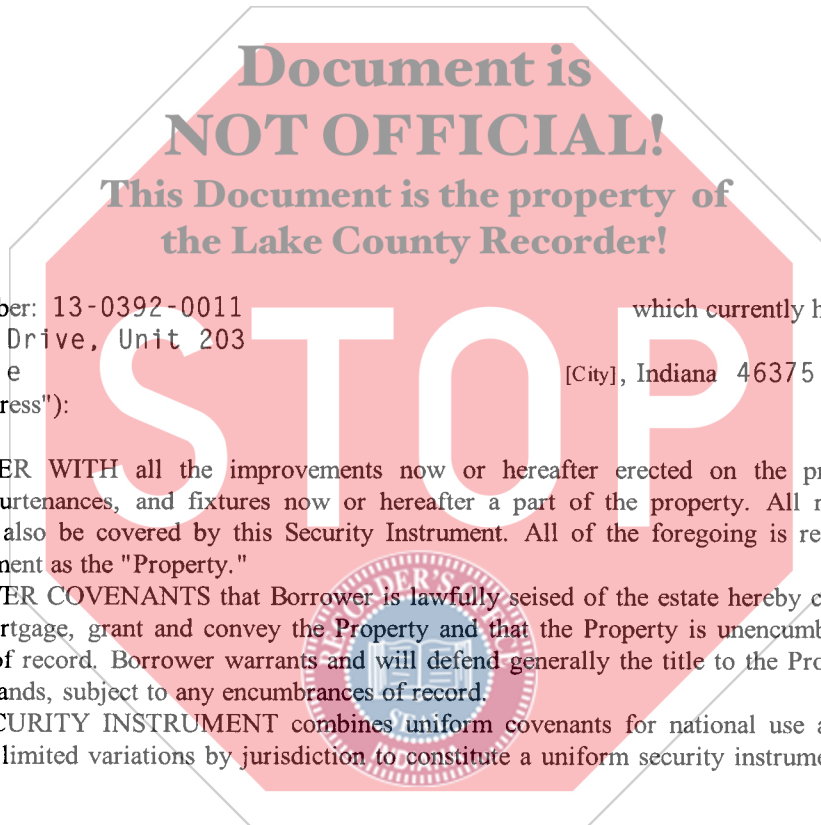 Document is
NOT OFFICIAL!
This Document is the property of
the Lake County Recorder!
ber: 13-0392-0011 which currently h
Drive, Unit 203
e [City], Indiana 46375
ress"):
STOP
ER WITH all the improvements now or hereafter erected on the pr
urtenances, and fixtures now or hereafter a part of the property. All r
also be covered by this Security Instrument. All of the foregoing is re
nent as the "Property."
ER COVENANTS that Borrower is lawfully seised of the estate hereby c
rtgage, grant and convey the Property and that the Property is unencumb
of record. Borrower warrants and will defend generally the title to the Pro
ands, subject to any encumbrances of record.
CURITY INSTRUMENT combines uniform covenants for national use a
limited variations by jurisdiction to constitute a uniform security instrume
SEAL
INDIANA